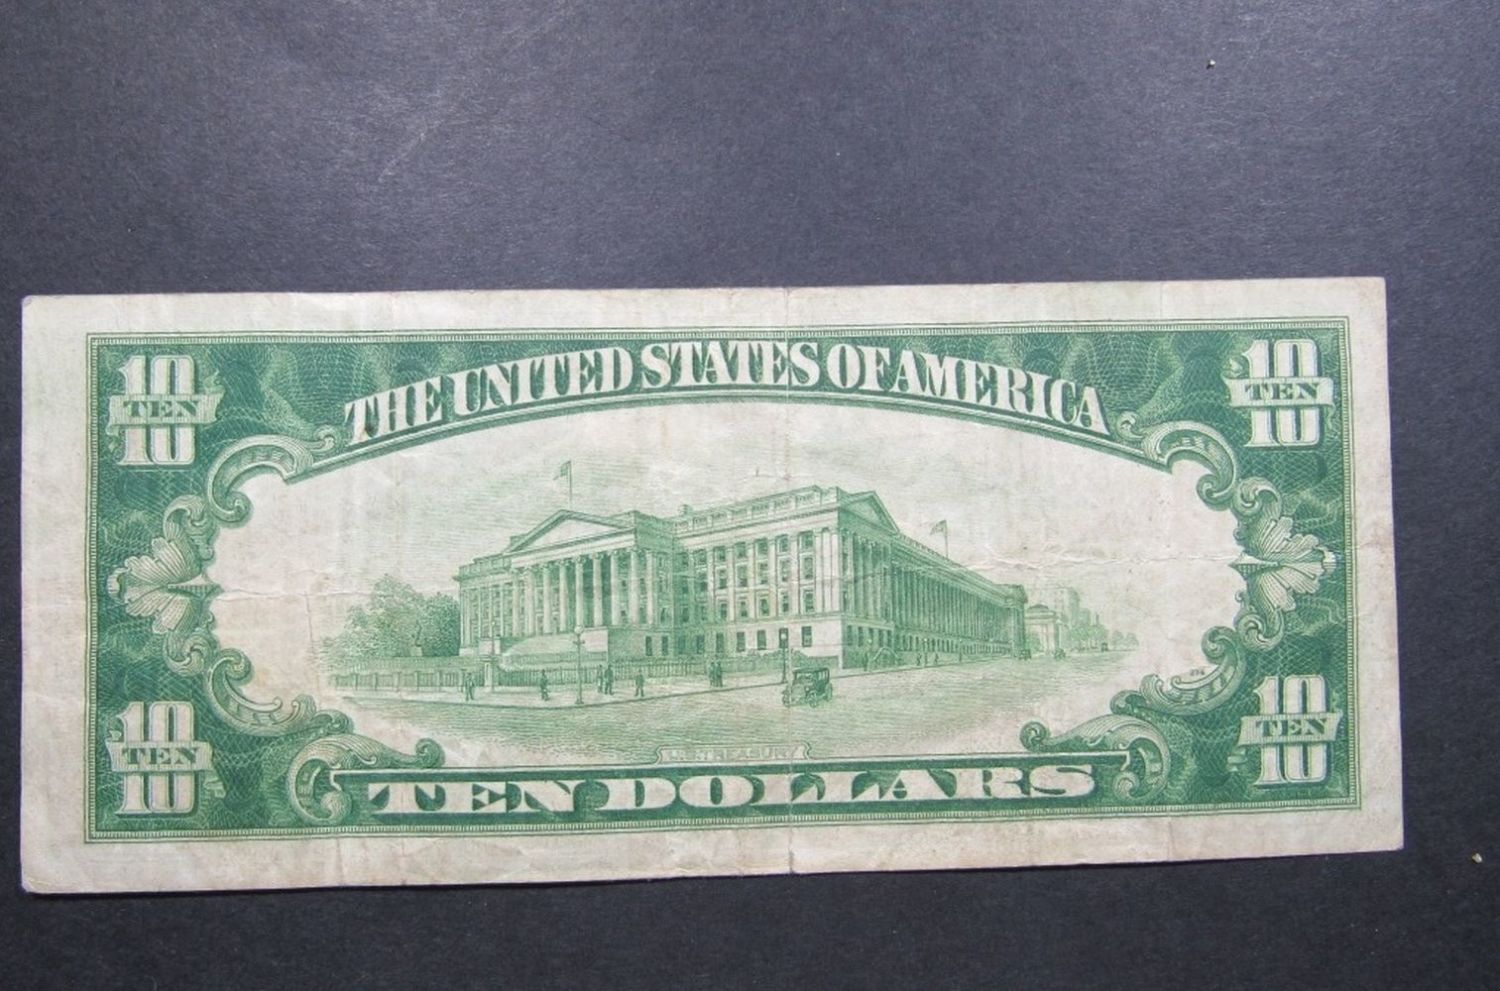 THE UNITED STATES OF AMERICA
10 10
TEN TEN
10 10
10 10
TEN TEN
10 10
U.S. TREASURY
TEN DOLLARS